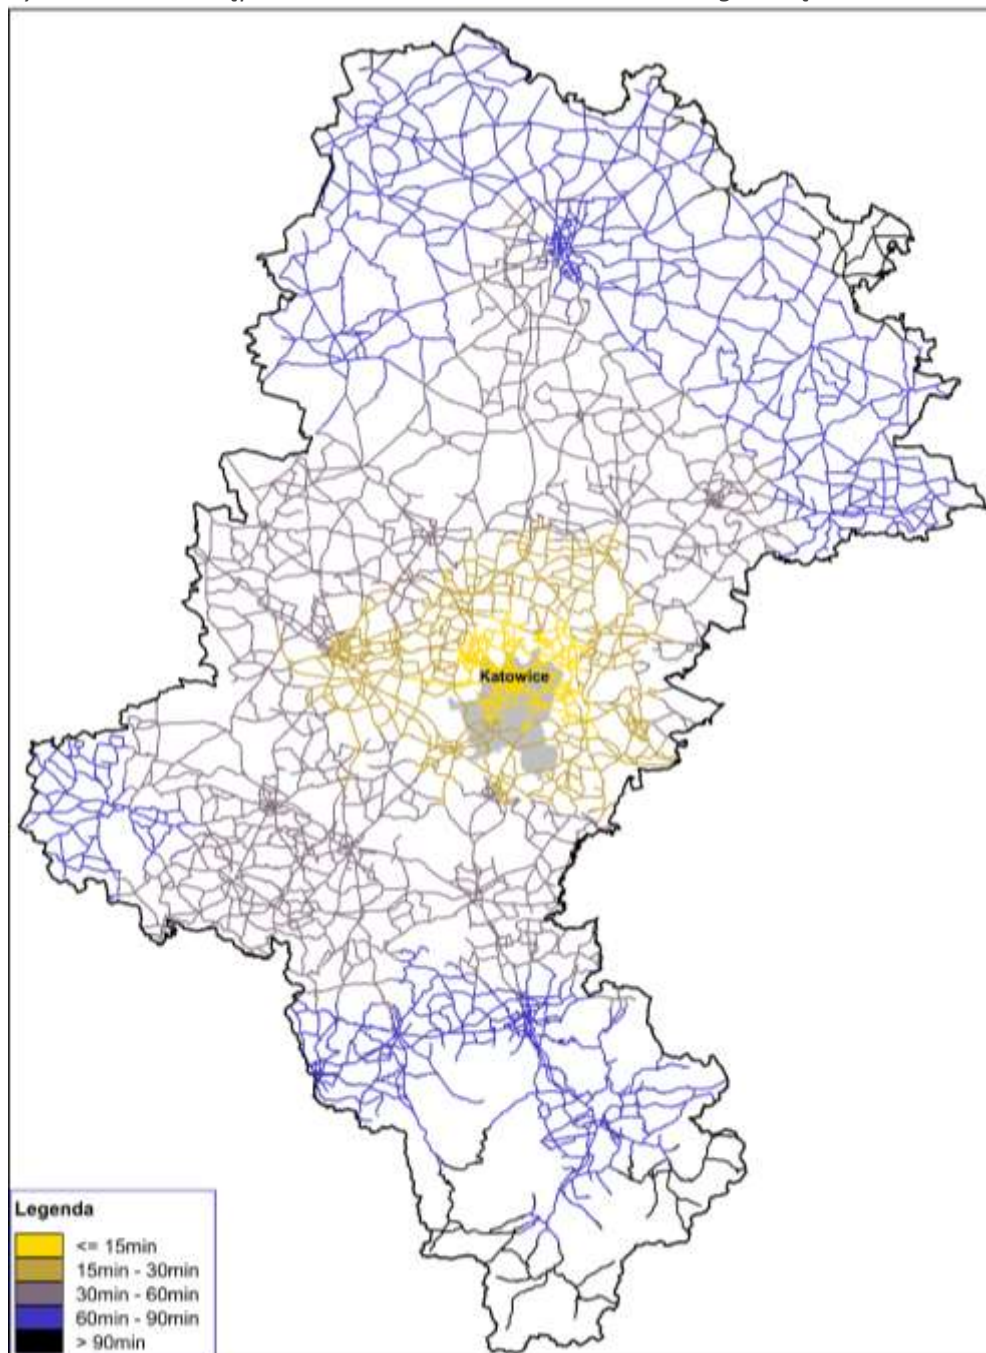 Katowice
Legenda
<= 15min
15min - 30min
30min - 60min
60min - 90min
> 90min